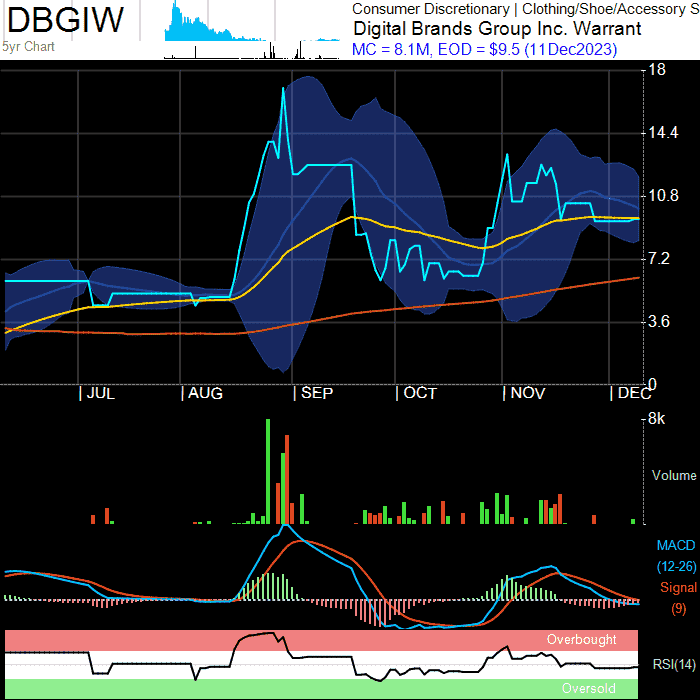 DBGIW
5yr Chart
Consumer Discretionary | Clothing/Shoe/Accessory S
Digital Brands Group Inc. Warrant
MC = 8.1M, EOD = $9.5 (11Dec2023)
18
14.4
10.8
7.2
3.6
0
| JUL
| AUG
| SEP
| OCT
| NOV
| DEC
8k
Volume
MACD
(12-26)
Signal
(9)
Overbought
RSI(14)
Oversold